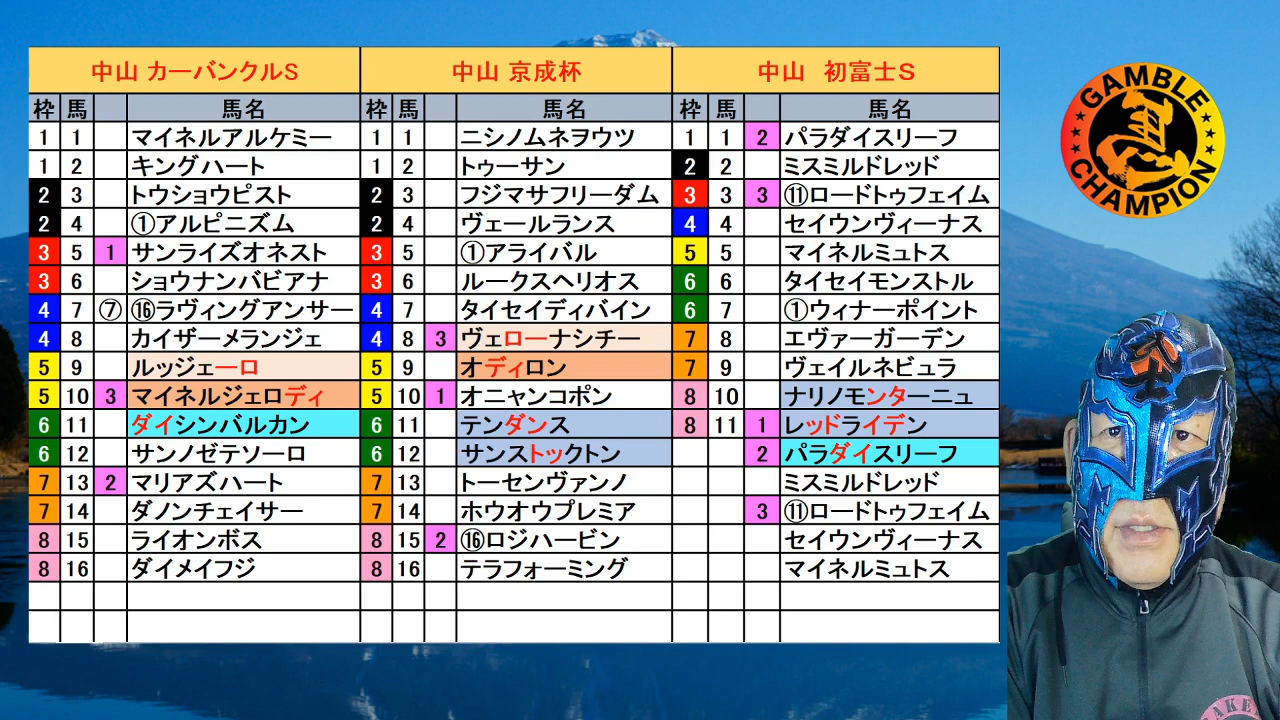 中山 カーバンクルS 中山 京成杯 中山 初富士S
枠 馬 馬名 枠 馬 馬名 枠 馬 馬名
1 1 マイネルアルケミー 1 1 ニシノムネヲウツ 1 1 2 パラダイスリーフ
1 2 キングハート 1 2 トゥーサン 2 2 ミスミルドレッド
2 3 トウショウピスト 2 3 フジマサフリーダム 3 3 3 ⑪ロードトゥフェイム
2 4 ①アルピニズム 2 4 ヴェールランス 4 4 セイウンヴィーナス
3 5 1 サンライズオネスト 3 5 ①アライバル 5 5 マイネルミュトス
3 6 ショウナンバビアナ 3 6 ルークスヘリオス 6 6 タイセイモンストル
4 7 ⑦ ⑯ラヴィングアンサー 4 7 タイセイディバイン 6 7 ①ウィナーポイント
4 8 カイザーメランジェ 4 8 3 ヴェローナシチー 7 8 エヴァーガーデン
5 9 ルッジェーロ 5 9 オディロン 7 9 ヴェイルネビュラ
5 10 3 マイネルジェロディ 5 10 1 オニャンコポン 8 10 ナリノモンターニュ
6 11 ダイシンバルカン 6 11 テンダンス 8 11 1 レッドライデン
6 12 サンノゼテソーロ 6 12 サンストックトン 2 パラダイスリーフ
7 13 2 マリアズハート 7 13 トーセンヴァンノ ミスミルドレッド
7 14 ダノンチェイサー 7 14 ホウオウプレミア 3 ⑪ロードトゥフェイム
8 15 ライオンボス 8 15 2 ⑯ロジハービン セイウンヴィーナス
8 16 ダイメイフジ 8 16 テラフォーミング マイネルミュトス
GAMBLE
CHAMPION